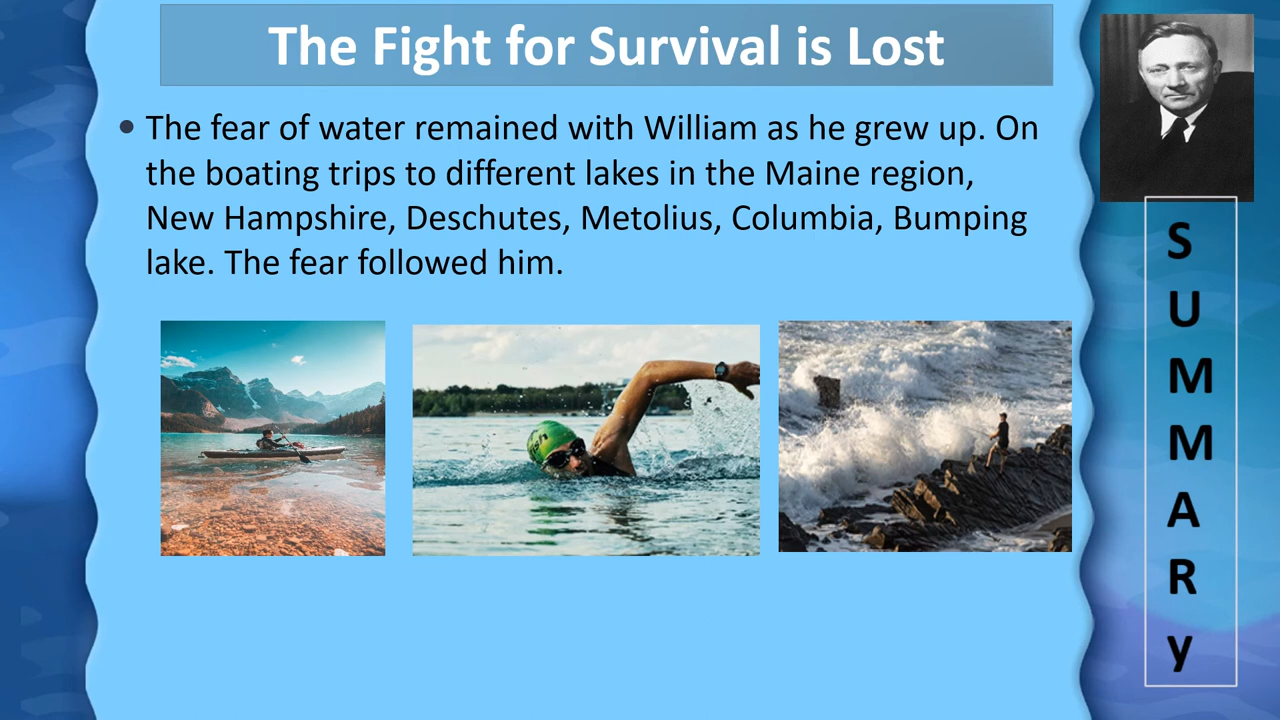 The Fight for Survival is Lost
• The fear of water remained with William as he grew up. On
the boating trips to different lakes in the Maine region,
New Hampshire, Deschutes, Metolius, Columbia, Bumping
lake. The fear followed him.
S
U
M
M
A
R
y